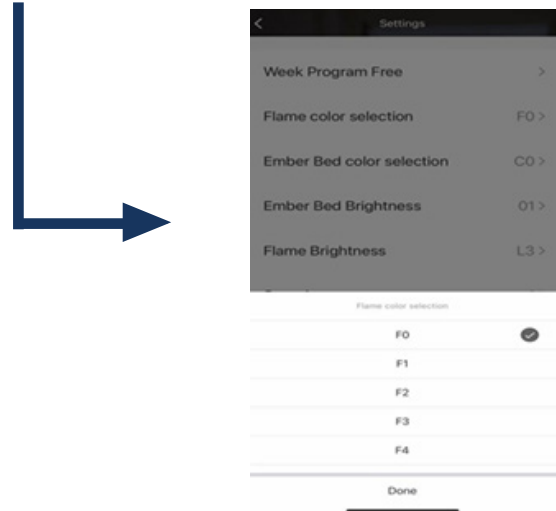 Settings
Week Program Free
Flame color selection F0
Ember Bed color selection C0
Ember Bed Brightness 01
Flame Brightness L3
Flame color selection
F0
F1
F2
F3
F4
Done